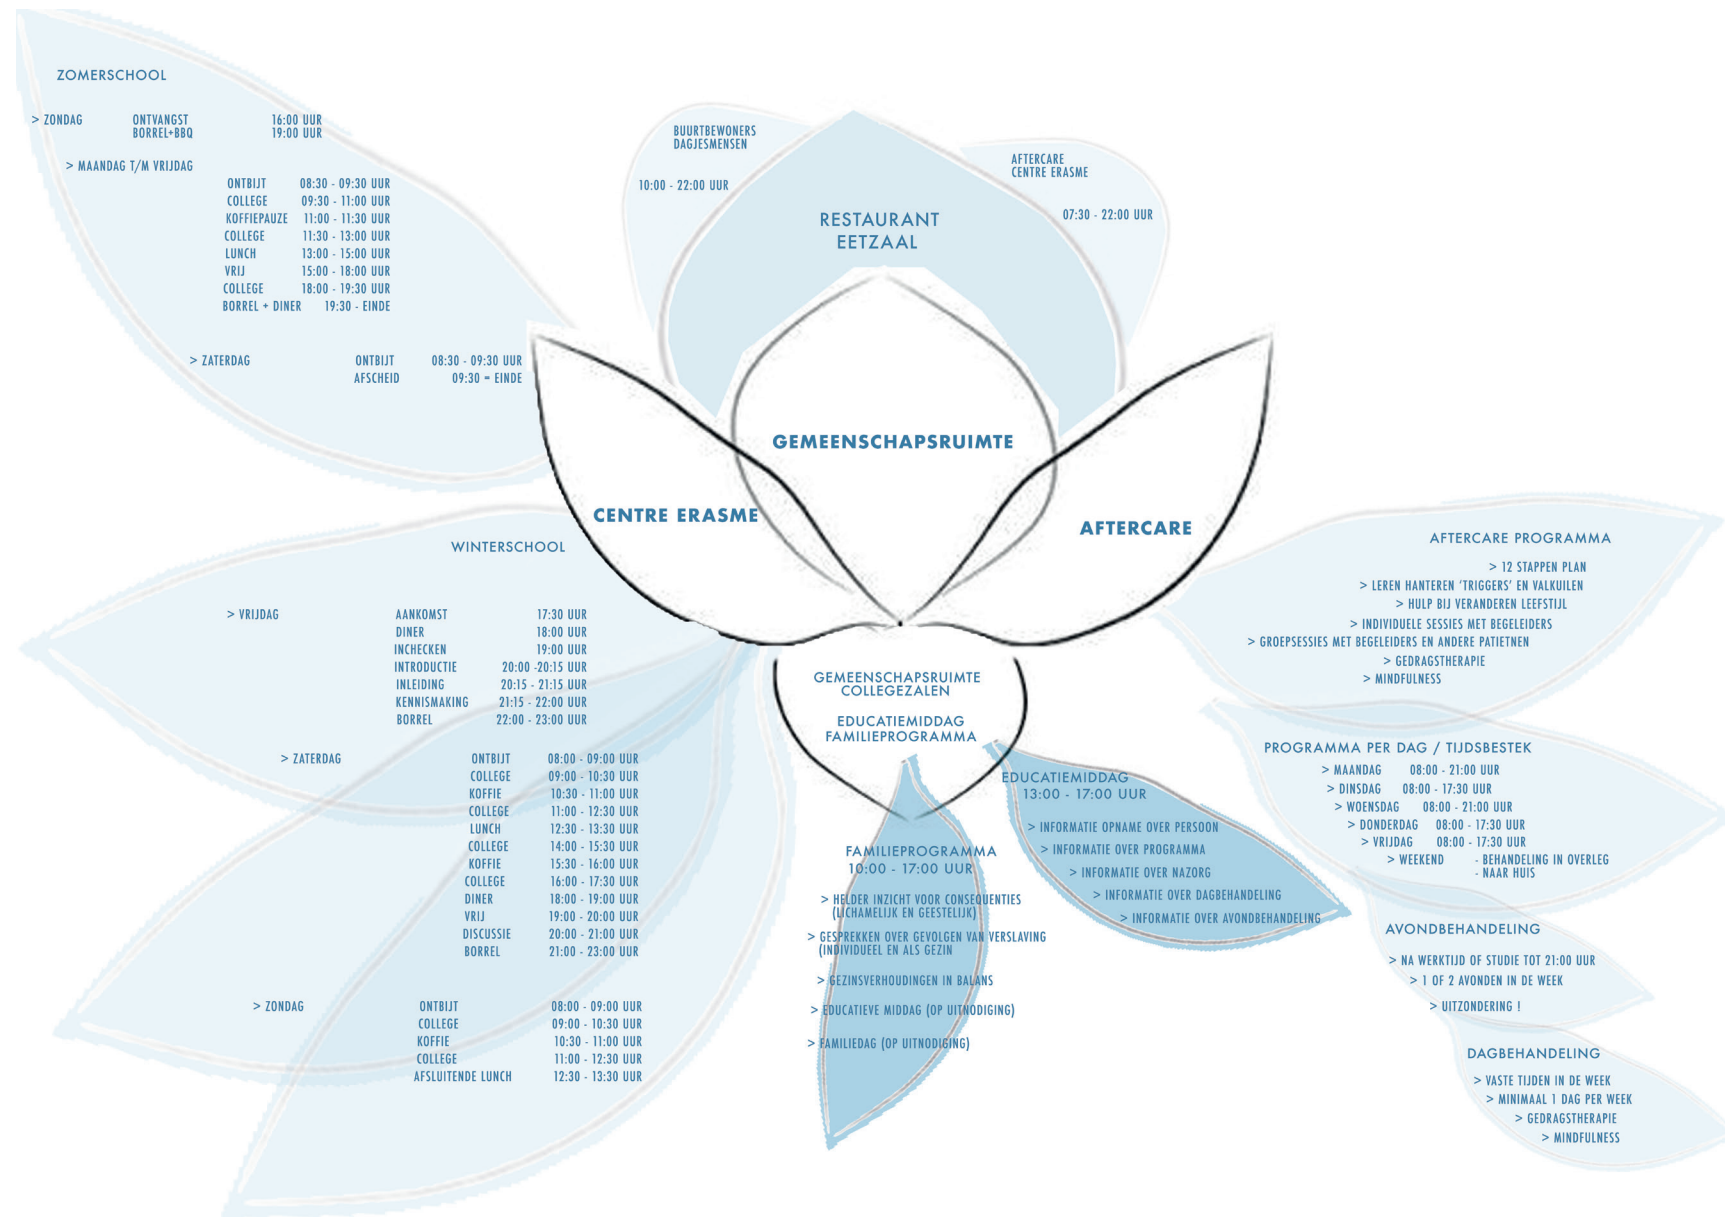 ZOMERSCHOOL
> ZONDAG ONTVANGST 16:00 UUR
BORREL+BBQ 19:00 UUR
> MAANDAG T/M VRIJDAG
ONTBIJT 08:30 - 09:30 UUR
COLLEGE 09:30 - 11:00 UUR
KOFFIEPAUZE 11:00 - 11:30 UUR
COLLEGE 11:30 - 13:00 UUR
LUNCH 13:00 - 15:00 UUR
VRIJ 15:00 - 18:00 UUR
COLLEGE 18:00 - 19:30 UUR
BORREL + DINER 19:30 - EINDE
> ZATERDAG ONTBIJT 08:30 - 09:30 UUR
AFSCHEID 09:30 = EINDE
BUURTBEWONERS
DAGJESMENSEN
10:00 - 22:00 UUR
RESTAURANT
EETZAAL
AFTERCARE
CENTRE ERASME
07:30 - 22:00 UUR
GEMEENSCHAPSRUIMTE
CENTRE ERASME
AFTERCARE
WINTERSCHOOL
> VRIJDAG AANKOMST 17:30 UUR
DINER 18:00 UUR
INCHECKEN 19:00 UUR
INTRODUCTIE 20:00 -20:15 UUR
INLEIDING 20:15 - 21:15 UUR
KENNISMAKING 21:15 - 22:00 UUR
BORREL 22:00 - 23:00 UUR
> ZATERDAG ONTBIJT 08:00 - 09:00 UUR
COLLEGE 09:00 - 10:30 UUR
KOFFIE 10:30 - 11:00 UUR
COLLEGE 11:00 - 12:30 UUR
LUNCH 12:30 - 13:30 UUR
COLLEGE 14:00 - 15:30 UUR
KOFFIE 15:30 - 16:00 UUR
COLLEGE 16:00 - 17:30 UUR
DINER 18:00 - 19:00 UUR
VRIJ 19:00 - 20:00 UUR
DISCUSSIE 20:00 - 21:00 UUR
BORREL 21:00 - 23:00 UUR
> ZONDAG ONTBIJT 08:00 - 09:00 UUR
COLLEGE 09:00 - 10:30 UUR
KOFFIE 10:30 - 11:00 UUR
COLLEGE 11:00 - 12:30 UUR
AFSLUITENDE LUNCH 12:30 - 13:30 UUR
GEMEENSCHAPSRUIMTE
COLLEGEZALEN
EDUCATIEMIDDAG
FAMILIEPROGRAMMA
FAMILIEPROGRAMMA
10:00 - 17:00 UUR
> HELDER INZICHT VOOR CONSEQUENTIES
(LICHAMELIJK EN GEESTELIJK)
> GESPREKKEN OVER GEVOLGEN VAN VERSLAVING
(INDIVIDUEEL EN ALS GEZIN
> GEZINSVERHOUDINGEN IN BALANS
> EDUCATIEVE MIDDAG (OP UITNODIGING)
> FAMILIEDAG (OP UITNODIGING)
EDUCATIEMIDDAG
13:00 - 17:00 UUR
> INFORMATIE OPNAME OVER PERSOON
> INFORMATIE OVER PROGRAMMA
> INFORMATIE OVER NAZORG
> INFORMATIE OVER DAGBEHANDELING
> INFORMATIE OVER AVONDBEHANDELING
AFTERCARE PROGRAMMA
> 12 STAPPEN PLAN
> LEREN HANTEREN ‘TRIGGERS’ EN VALKUILEN
> HULP BIJ VERANDEREN LEEFSTIJL
> INDIVIDUELE SESSIES MET BEGELEIDERS
> GROEPSESSIES MET BEGELEIDERS EN ANDERE PATIETNEN
> GEDRAGSTHERAPIE
> MINDFULNESS
PROGRAMMA PER DAG / TIJDSBESTEK
> MAANDAG 08:00 - 21:00 UUR
> DINSDAG 08:00 - 17:30 UUR
> WOENSDAG 08:00 - 21:00 UUR
> DONDERDAG 08:00 - 17:30 UUR
> VRIJDAG 08:00 - 17:30 UUR
> WEEKEND - BEHANDELING IN OVERLEG
- NAAR HUIS
AVONDBEHANDELING
> NA WERKTIJD OF STUDIE TOT 21:00 UUR
> 1 OF 2 AVONDEN IN DE WEEK
> UITZONDERING !
DAGBEHANDELING
> VASTE TIJDEN IN DE WEEK
> MINIMAAL 1 DAG PER WEEK
> GEDRAGSTHERAPIE
> MINDFULNESS